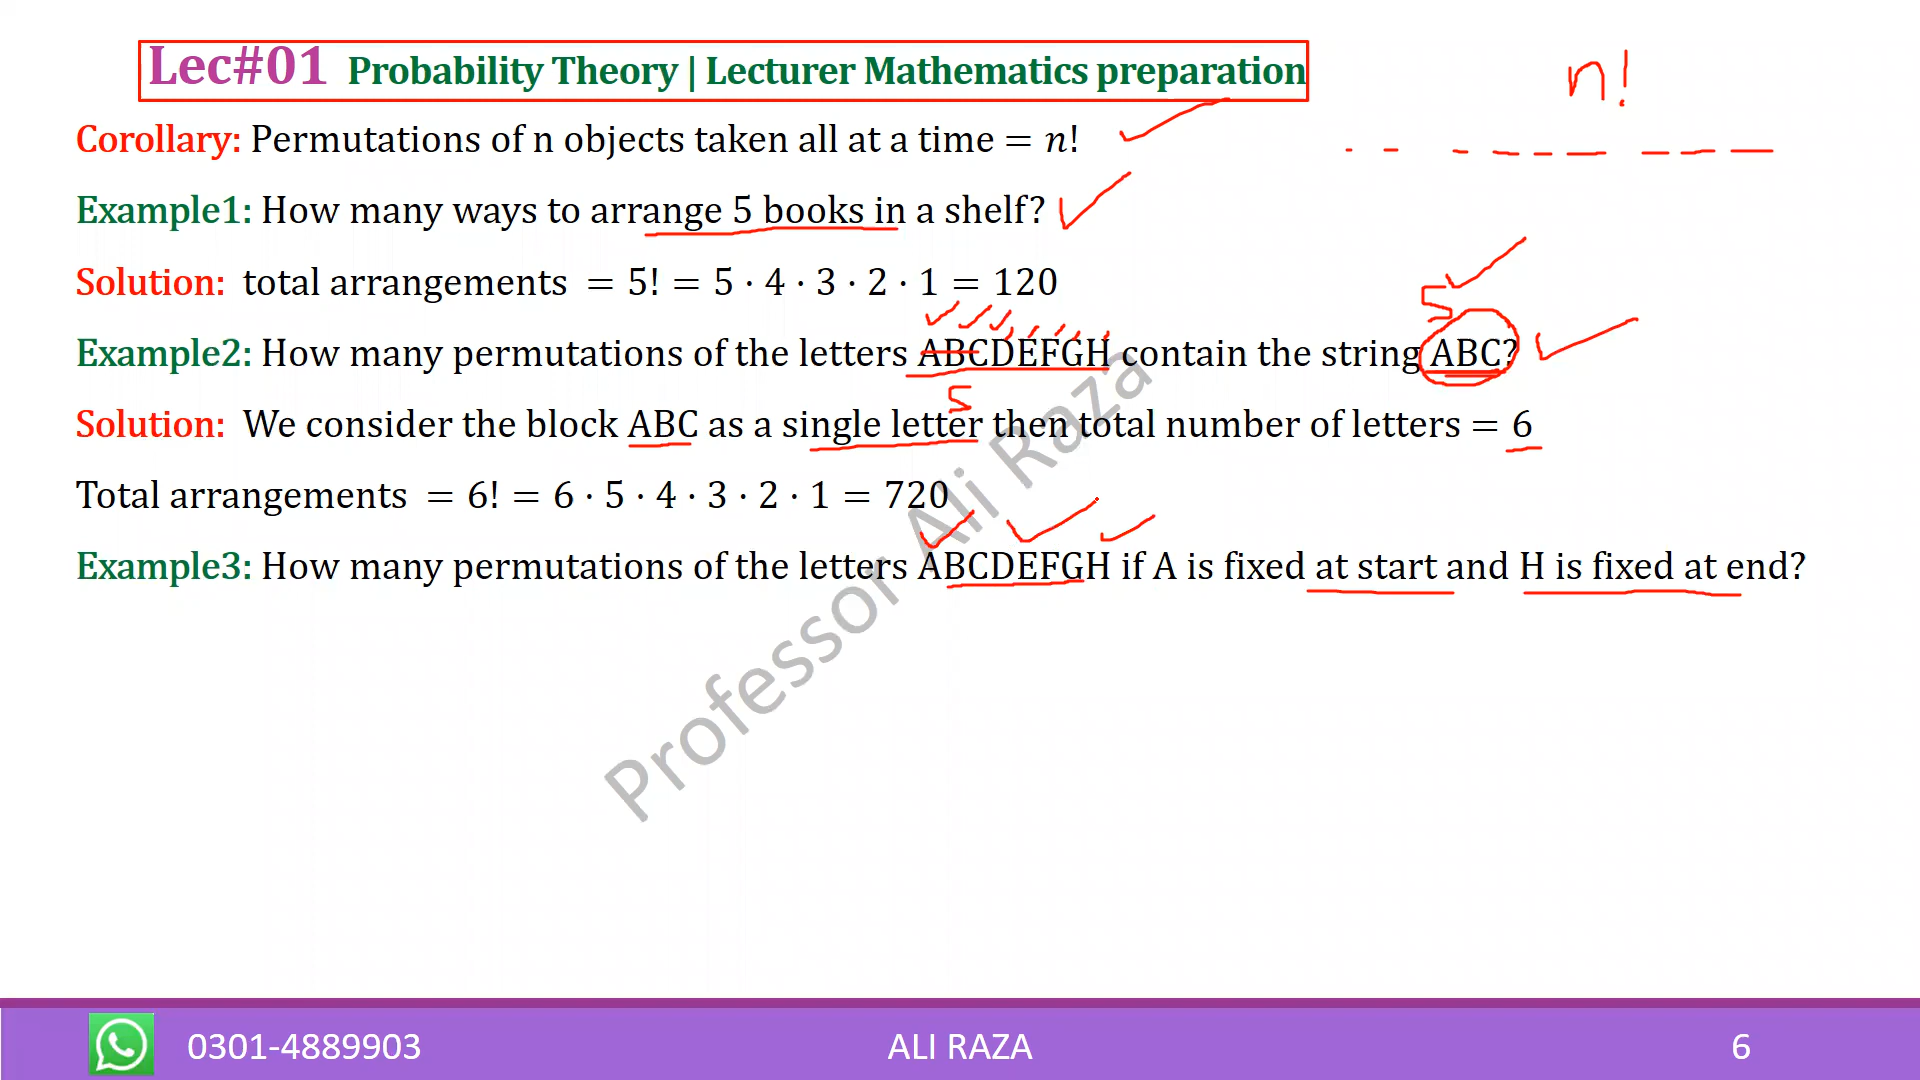 Lec#01 Probability Theory | Lecturer Mathematics preparation
n!
Corollary: Permutations of n objects taken all at a time = n!
Example1: How many ways to arrange 5 books in a shelf?
Solution: total arrangements = 5! = 5 · 4 · 3 · 2 · 1 = 120
5
Example2: How many permutations of the letters ABCDEFGH contain the string ABC?
5
Solution: We consider the block ABC as a single letter then total number of letters = 6
Total arrangements = 6! = 6 · 5 · 4 · 3 · 2 · 1 = 720
Example3: How many permutations of the letters ABCDEFGH if A is fixed at start and H is fixed at end?
Professor Ali Raza
0301-4889903 ALI RAZA 6